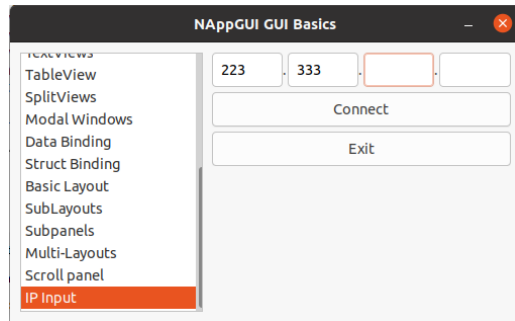 NAppGUI GUI Basics
TextViews
TableView
SplitViews
Modal Windows
Data Binding
Struct Binding
Basic Layout
SubLayouts
Subpanels
Multi-Layouts
Scroll panel
IP Input
223 . 333 . .
Connect
Exit